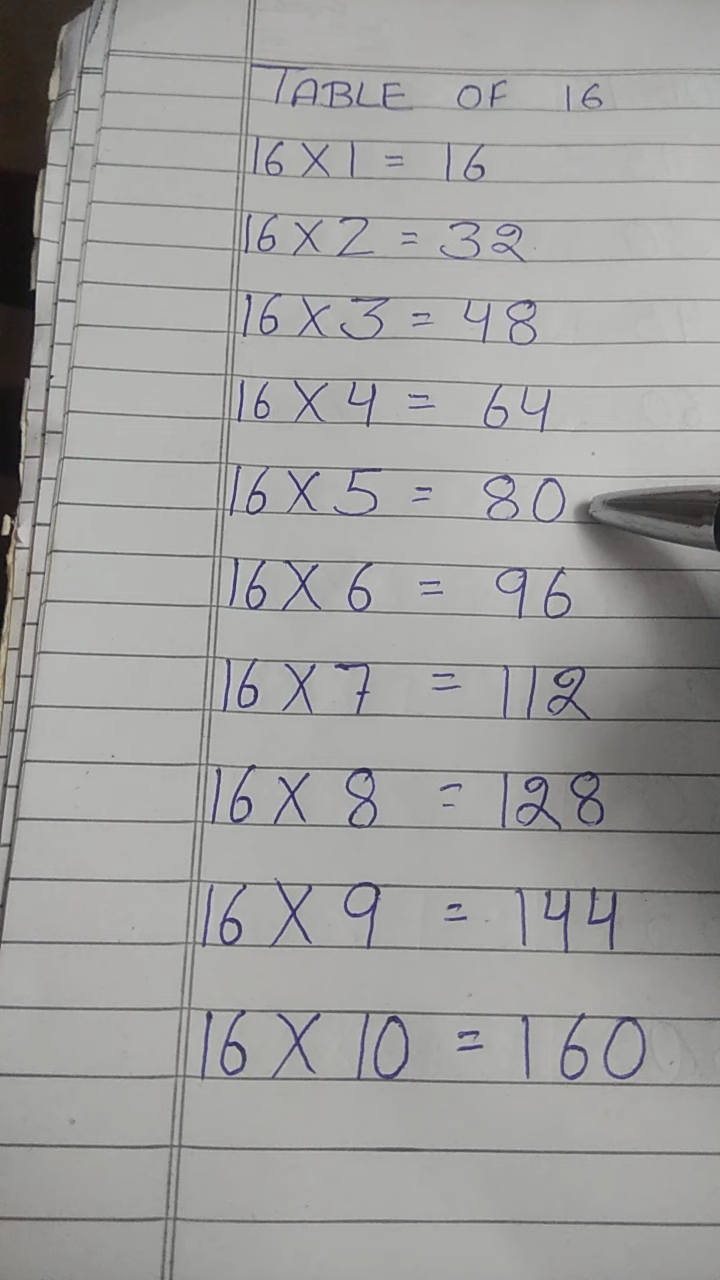 TABLE OF 16
16 X 1 = 16
16 X 2 = 32
16 X 3 = 48
16 X 4 = 64
16 X 5 = 80
16 X 6 = 96
16 X 7 = 112
16 X 8 = 128
16 X 9 = 144
16 X 10 = 160